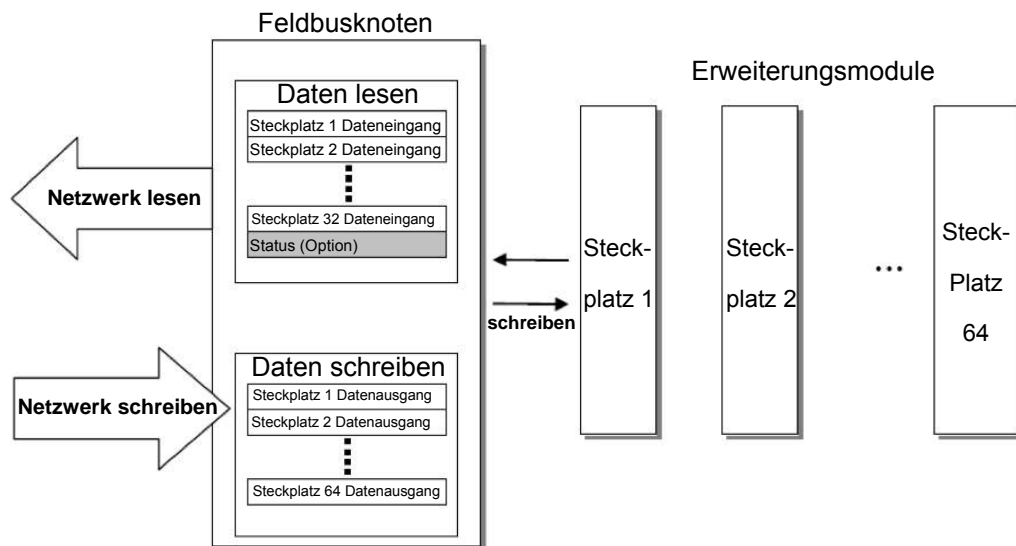 Feldbusknoten
Daten lesen
Steckplatz 1 Dateneingang
Steckplatz 2 Dateneingang
Steckplatz 32 Dateneingang
Status (Option)
Netzwerk lesen
Daten schreiben
Steckplatz 1 Datenausgang
Steckplatz 2 Datenausgang
Steckplatz 64 Datenausgang
Netzwerk schreiben
schreiben
Erweiterungsmodule
Steck-
platz 1
Steck-
platz 2
...
Steck-
Platz
64